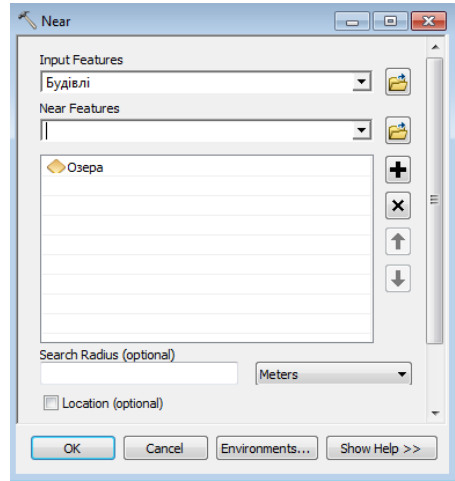 Near
Input Features
Будівлі
Near Features
Озера
Search Radius (optional)
Meters
Location (optional)
OK Cancel Environments... Show Help >>